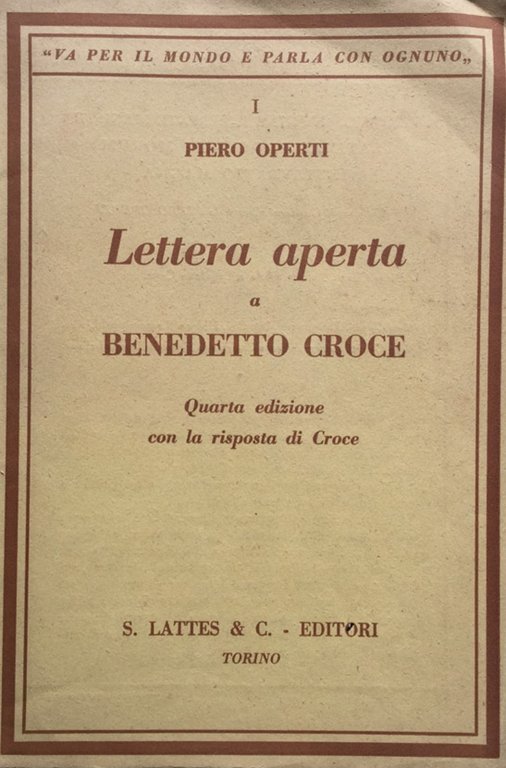 “VA PER IL MONDO E PARLA CON OGNUNO„
I
PIERO OPERTI
Lettera aperta
a
BENEDETTO CROCE
Quarta edizione
con la risposta di Croce
S. LATTES & C. - EDITORI
TORINO